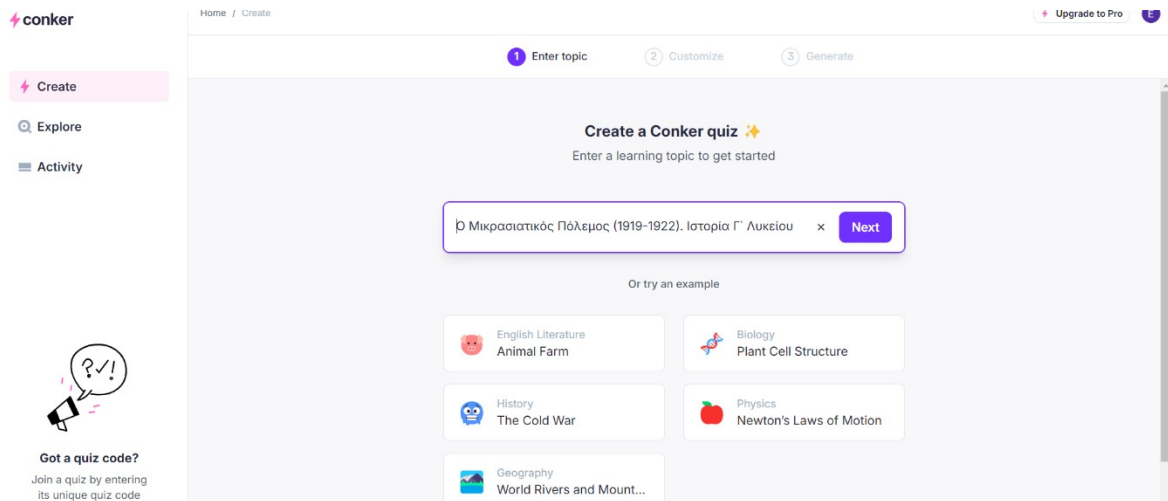 conker
Home / Create
Upgrade to Pro
E
1 Enter topic
2 Customize
3 Generate
Create
Explore
Activity
Create a Conker quiz
Enter a learning topic to get started
Ο Μικρασιατικός Πόλεμος (1919-1922). Ιστορία Γ΄ Λυκείου
×
Next
Or try an example
English Literature
Animal Farm
Biology
Plant Cell Structure
History
The Cold War
Physics
Newton's Laws of Motion
Geography
World Rivers and Mount...
?✓!
Got a quiz code?
Join a quiz by entering
its unique quiz code